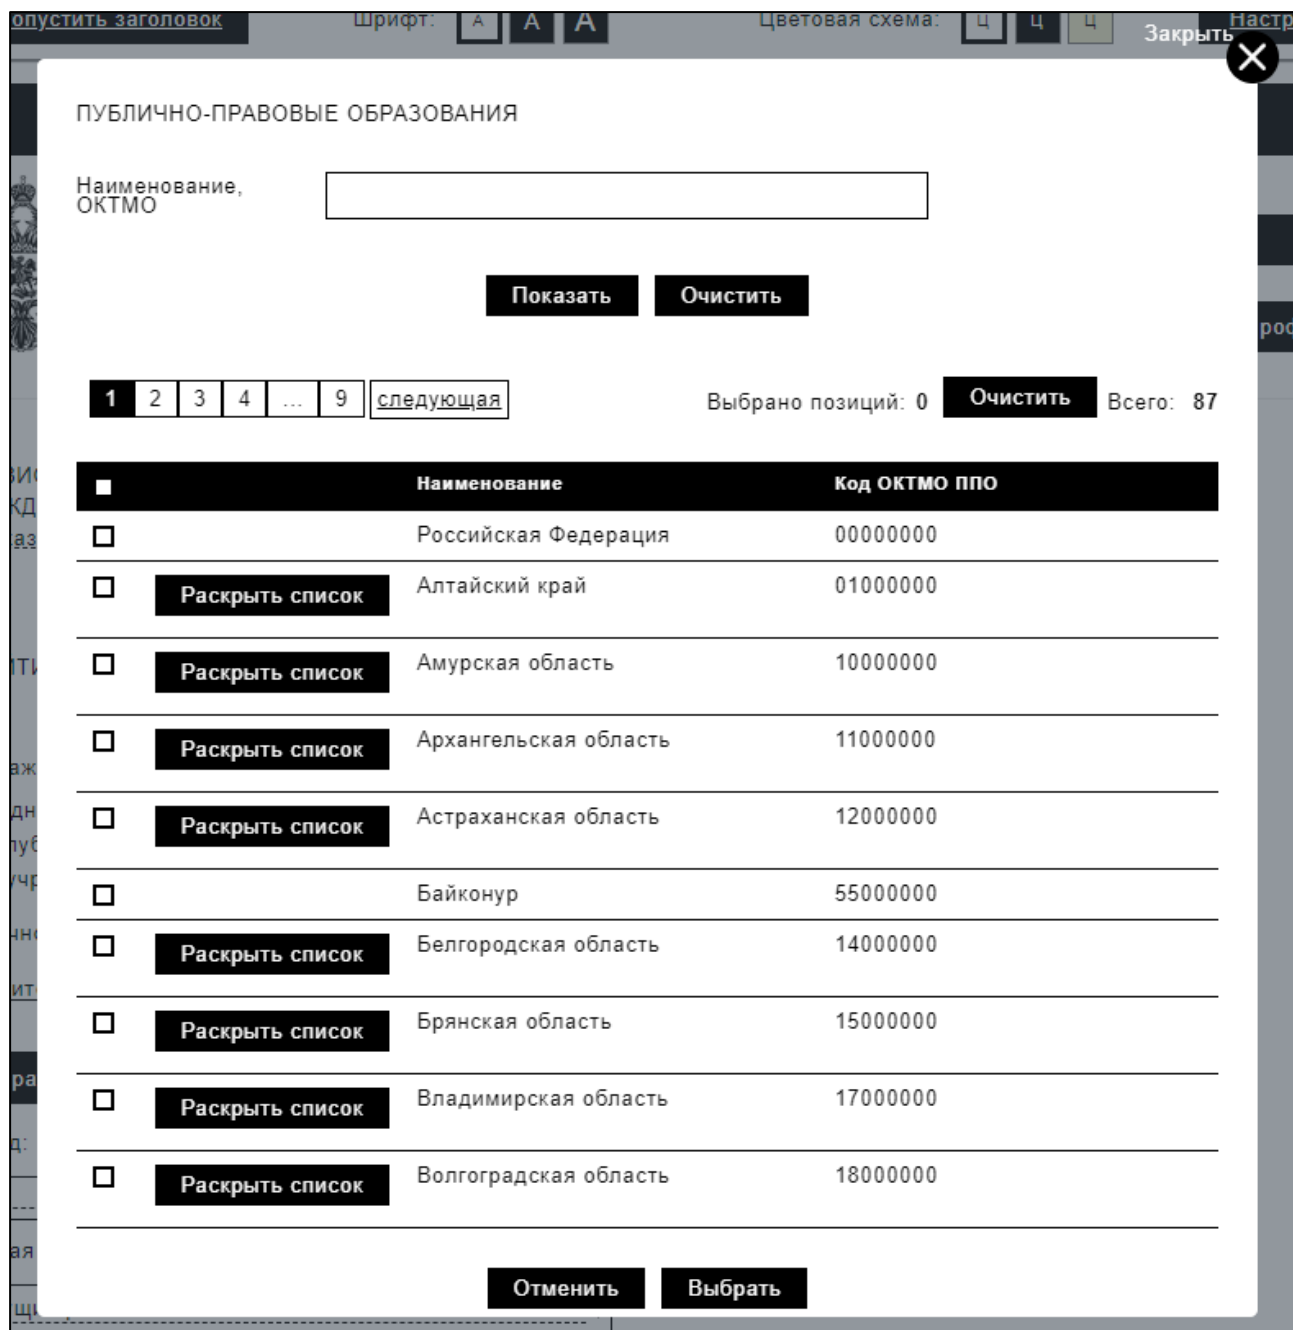 опустить заголовок Шрифт: А А А Цветовая схема: Ц Ц Ц
Закрыть
ПУБЛИЧНО-ПРАВОВЫЕ ОБРАЗОВАНИЯ
Наименование,
ОКТМО
Показать Очистить
1 2 3 4 ... 9 следующая Выбрано позиций: 0 Очистить Всего: 87
Наименование Код ОКТМО ППО
Российская Федерация 00000000
Раскрыть список Алтайский край 01000000
Раскрыть список Амурская область 10000000
Раскрыть список Архангельская область 11000000
Раскрыть список Астраханская область 12000000
Байконур 55000000
Раскрыть список Белгородская область 14000000
Раскрыть список Брянская область 15000000
Раскрыть список Владимирская область 17000000
Раскрыть список Волгоградская область 18000000
Отменить Выбрать